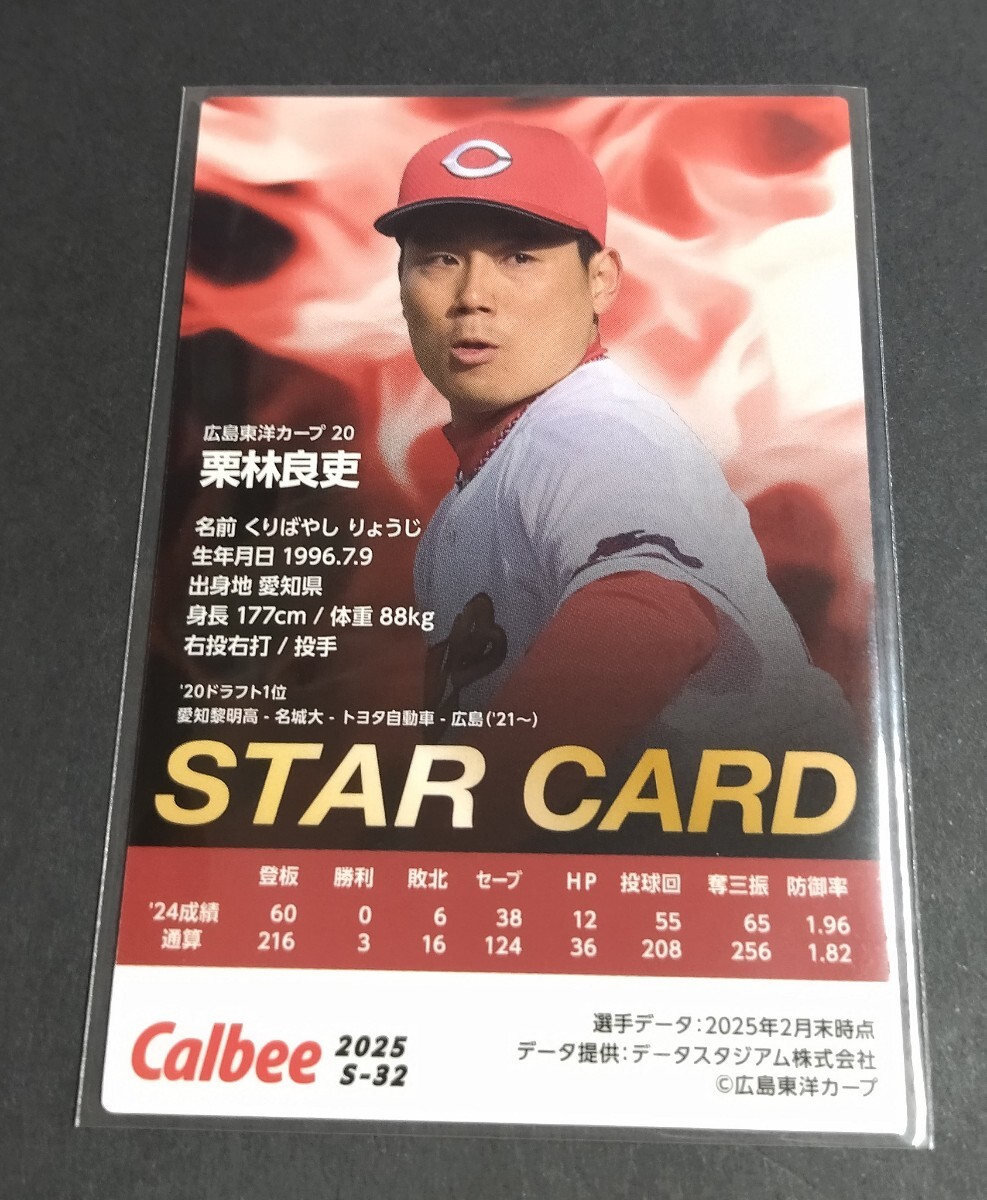 広島東洋カープ 20
栗林良吏
名前 くりばやし りょうじ
生年月日 1996.7.9
出身地 愛知県
身長 177cm / 体重 88kg
右投右打 / 投手
'20ドラフト1位
愛知黎明高 - 名城大 - トヨタ自動車 - 広島('21～)
STAR CARD
登板 勝利 敗北 セーブ HP 投球回 奪三振 防御率
'24成績 60 0 6 38 12 55 65 1.96
通算 216 3 16 124 36 208 256 1.82
Calbee 2025
S-32
選手データ：2025年2月末時点
データ提供：データスタジアム株式会社
©広島東洋カープ